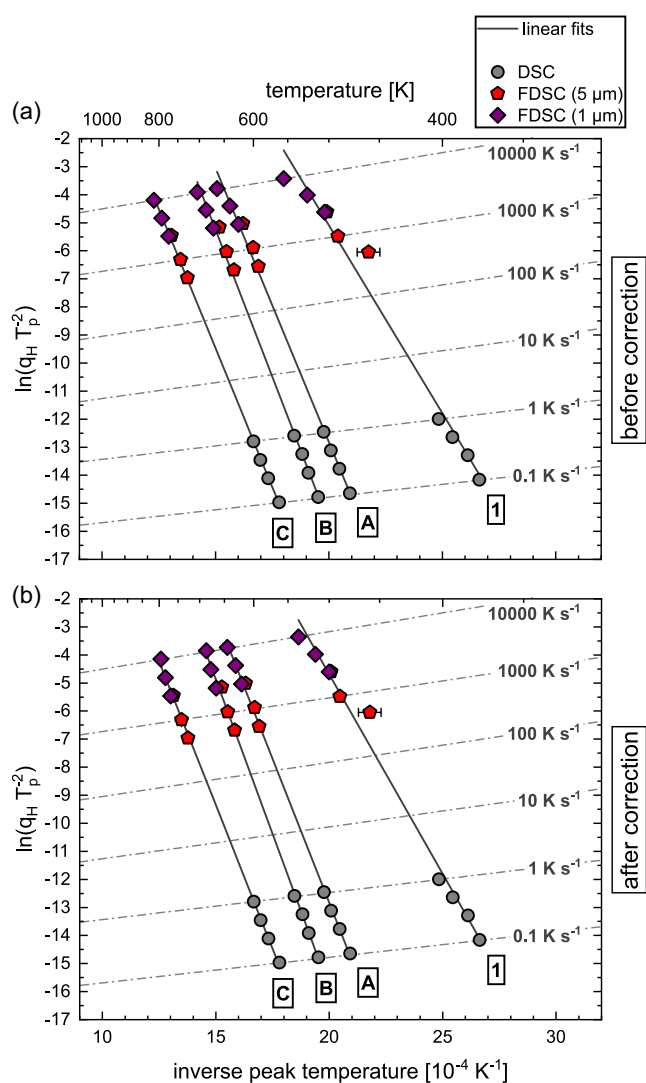 linear fits
DSC
FDSC (5 µm)
FDSC (1 µm)
temperature [K]
1000 800 600 400
(a)
-2
-3
-4
-5
-6
-7
-8
-9
-10
-11
-12
-13
-14
-15
-16
-17
ln(q_H T_p^-2)
10000 K s^-1
1000 K s^-1
100 K s^-1
10 K s^-1
1 K s^-1
0.1 K s^-1
C B A 1
before correction
(b)
-2
-3
-4
-5
-6
-7
-8
-9
-10
-11
-12
-13
-14
-15
-16
-17
ln(q_H T_p^-2)
10000 K s^-1
1000 K s^-1
100 K s^-1
10 K s^-1
1 K s^-1
0.1 K s^-1
C B A 1
after correction
10 15 20 25 30
inverse peak temperature [10^-4 K^-1]